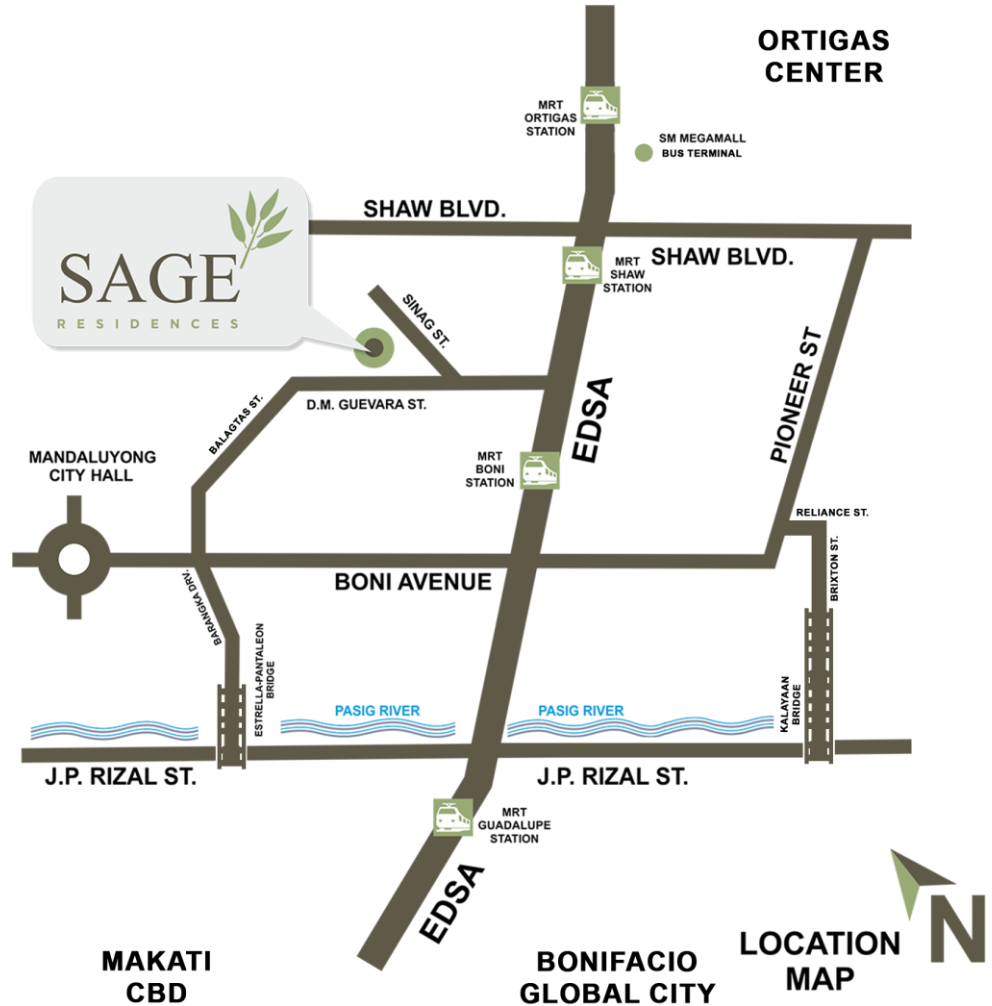 ORTIGAS
CENTER
MRT
ORTIGAS
STATION
SM MEGAMALL
BUS TERMINAL
SHAW BLVD.
SHAW BLVD.
MRT
SHAW
STATION
SAGE
RESIDENCES
SINAG ST.
D.M. GUEVARA ST.
BALAGTAS ST.
EDSA
PIONEER ST
MANDALUYONG
CITY HALL
MRT
BONI
STATION
RELIANCE ST.
BRIXTON ST.
BONI AVENUE
BARANGKA DRV.
ESTRELLA-PANTALEON
BRIDGE
PASIG RIVER
PASIG RIVER
KALAYAAN
BRIDGE
J.P. RIZAL ST.
J.P. RIZAL ST.
MRT
GUADALUPE
STATION
EDSA
MAKATI
CBD
BONIFACIO
GLOBAL CITY
LOCATION
MAP
N